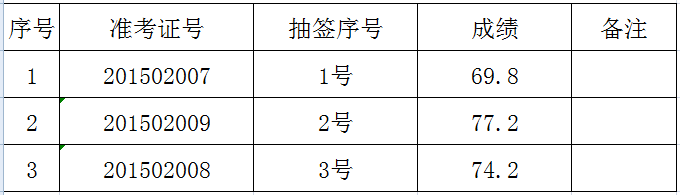 序号 准考证号 抽签序号 成绩 备注
1 201502007 1号 69.8
2 201502009 2号 77.2
3 201502008 3号 74.2